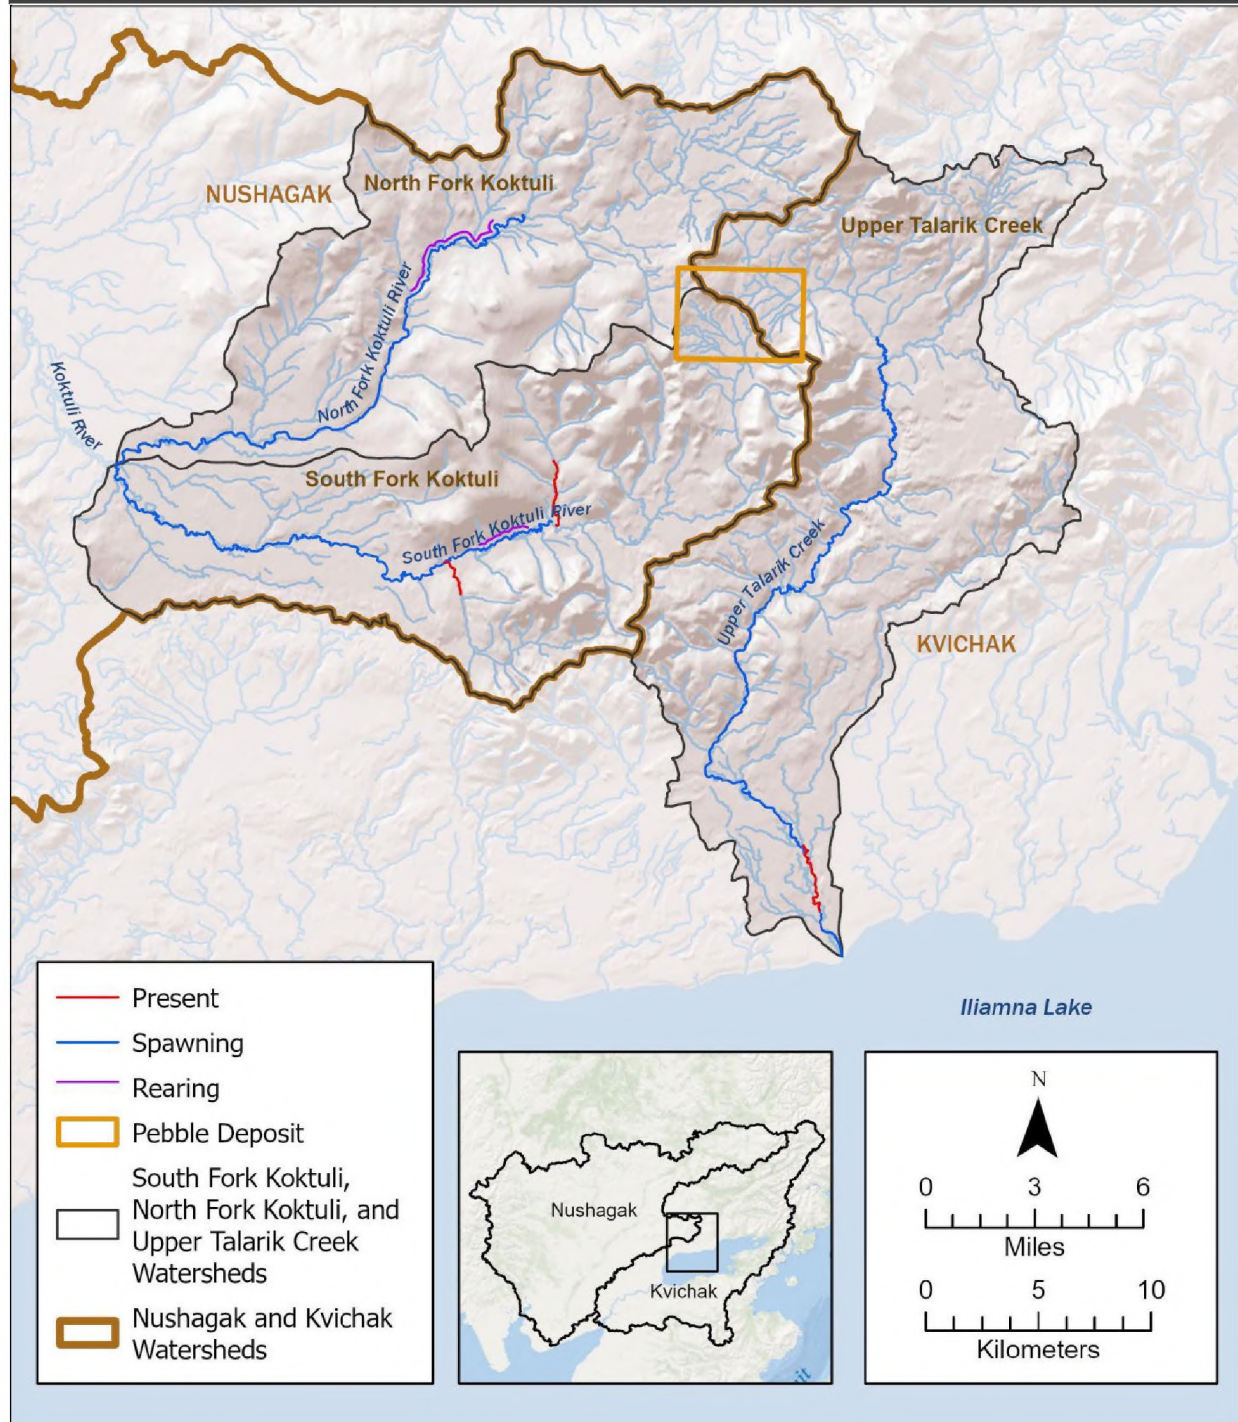 NUSHAGAK
North Fork Koktuli
Upper Talarik Creek
North Fork Koktuli River
Koktuli River
South Fork Koktuli
South Fork Koktuli River
Upper Talarik Creek
KVICHAK
Iliamna Lake
Present
Spawning
Rearing
Pebble Deposit
South Fork Koktuli,
North Fork Koktuli, and
Upper Talarik Creek
Watersheds
Nushagak and Kvichak
Watersheds
Nushagak
Kvichak
N
0 3 6
Miles
0 5 10
Kilometers